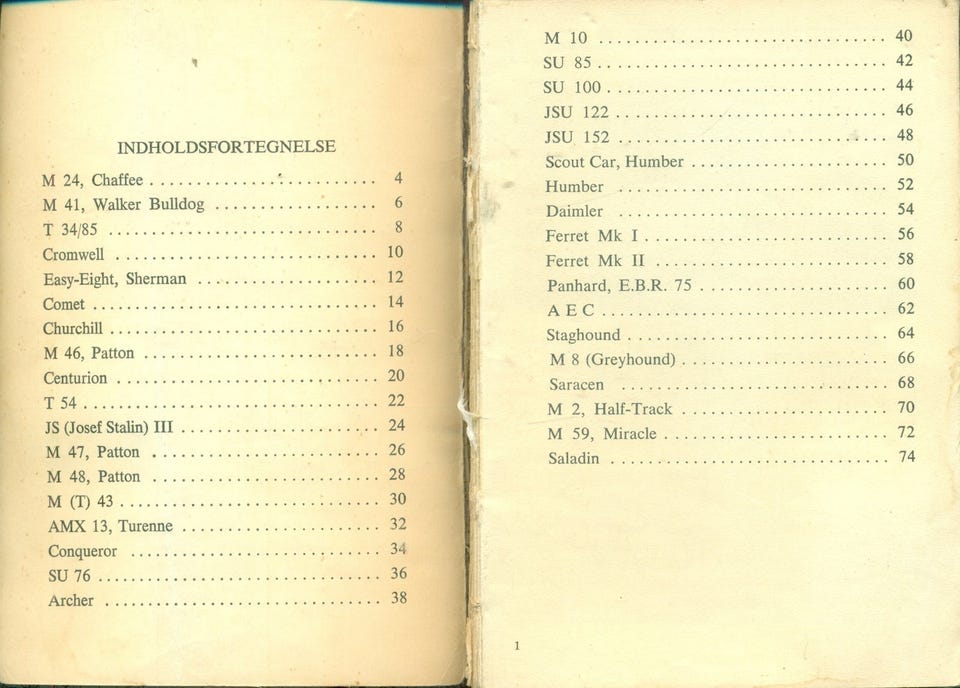 INDHOLDSFORTEGNELSE
M 24, Chaffee ......................... 4
M 41, Walker Bulldog .................. 6
T 34/85 ............................... 8
Cromwell .............................. 10
Easy-Eight, Sherman ................... 12
Comet ................................. 14
Churchill ............................. 16
M 46, Patton .......................... 18
Centurion ............................. 20
T 54 .................................. 22
JS (Josef Stalin) III ................. 24
M 47, Patton .......................... 26
M 48, Patton .......................... 28
M (T) 43 .............................. 30
AMX 13, Turenne ....................... 32
Conqueror ............................. 34
SU 76 ................................. 36
Archer ................................ 38
M 10 .................................. 40
SU 85 ................................. 42
SU 100 ................................ 44
JSU 122 ............................... 46
JSU 152 ............................... 48
Scout Car, Humber ..................... 50
Humber ................................ 52
Daimler ............................... 54
Ferret Mk I ........................... 56
Ferret Mk II .......................... 58
Panhard, E.B.R. 75 .................... 60
A E C ................................. 62
Staghound ............................. 64
M 8 (Greyhound) ....................... 66
Saracen ............................... 68
M 2, Half-Track ....................... 70
M 59, Miracle ......................... 72
Saladin ............................... 74
1